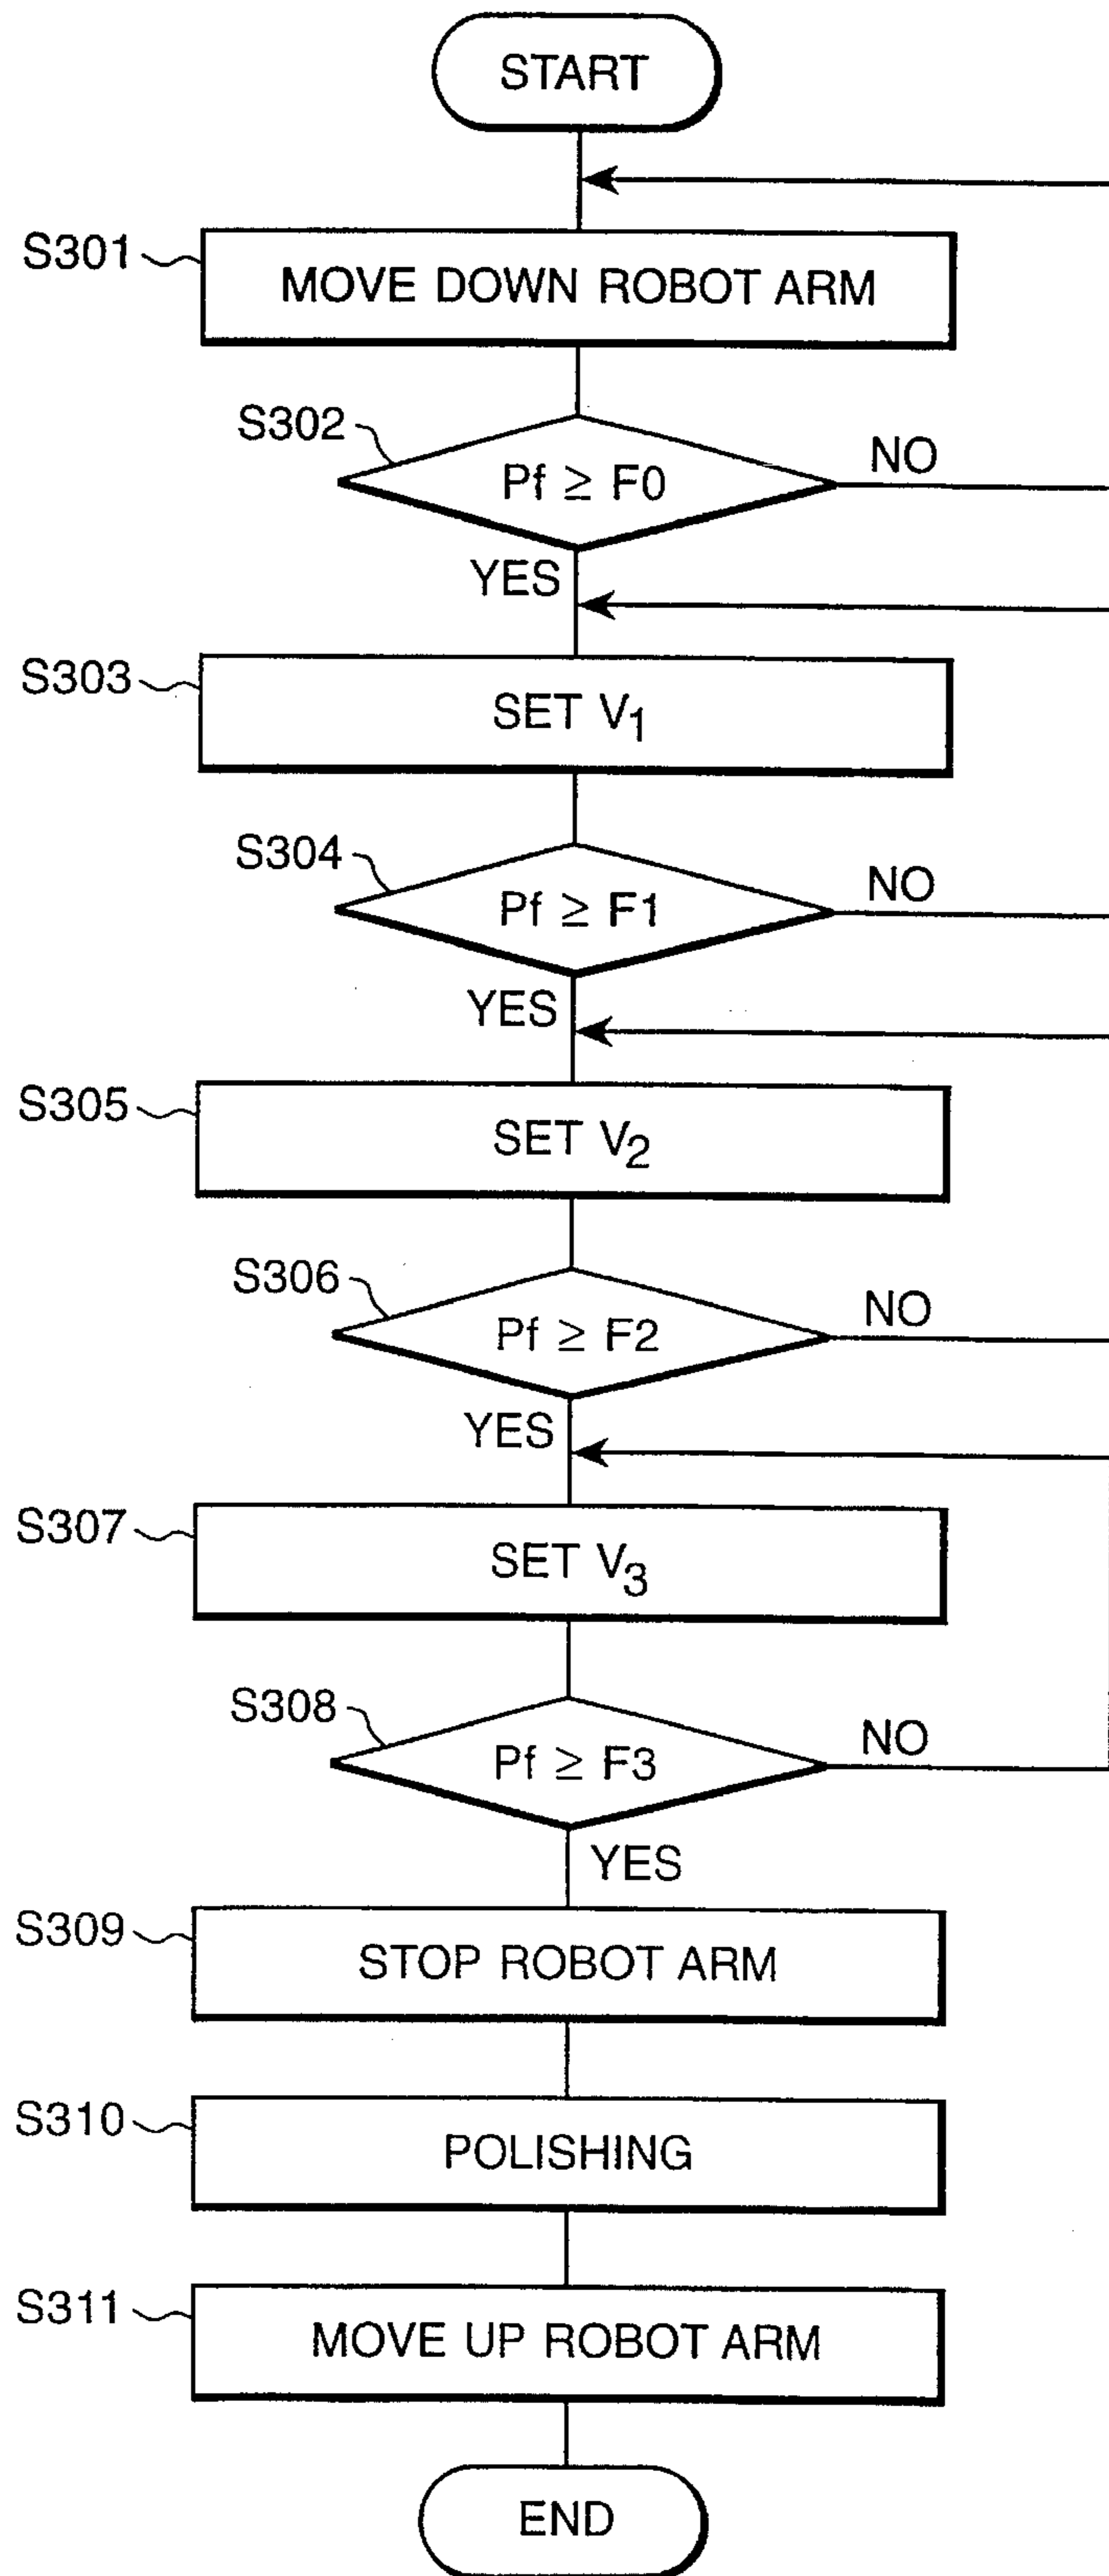 START
S301
MOVE DOWN ROBOT ARM
S302
Pf ≥ F0
NO
YES
S303
SET V1
S304
Pf ≥ F1
NO
YES
S305
SET V2
S306
Pf ≥ F2
NO
YES
S307
SET V3
S308
Pf ≥ F3
NO
YES
S309
STOP ROBOT ARM
S310
POLISHING
S311
MOVE UP ROBOT ARM
END